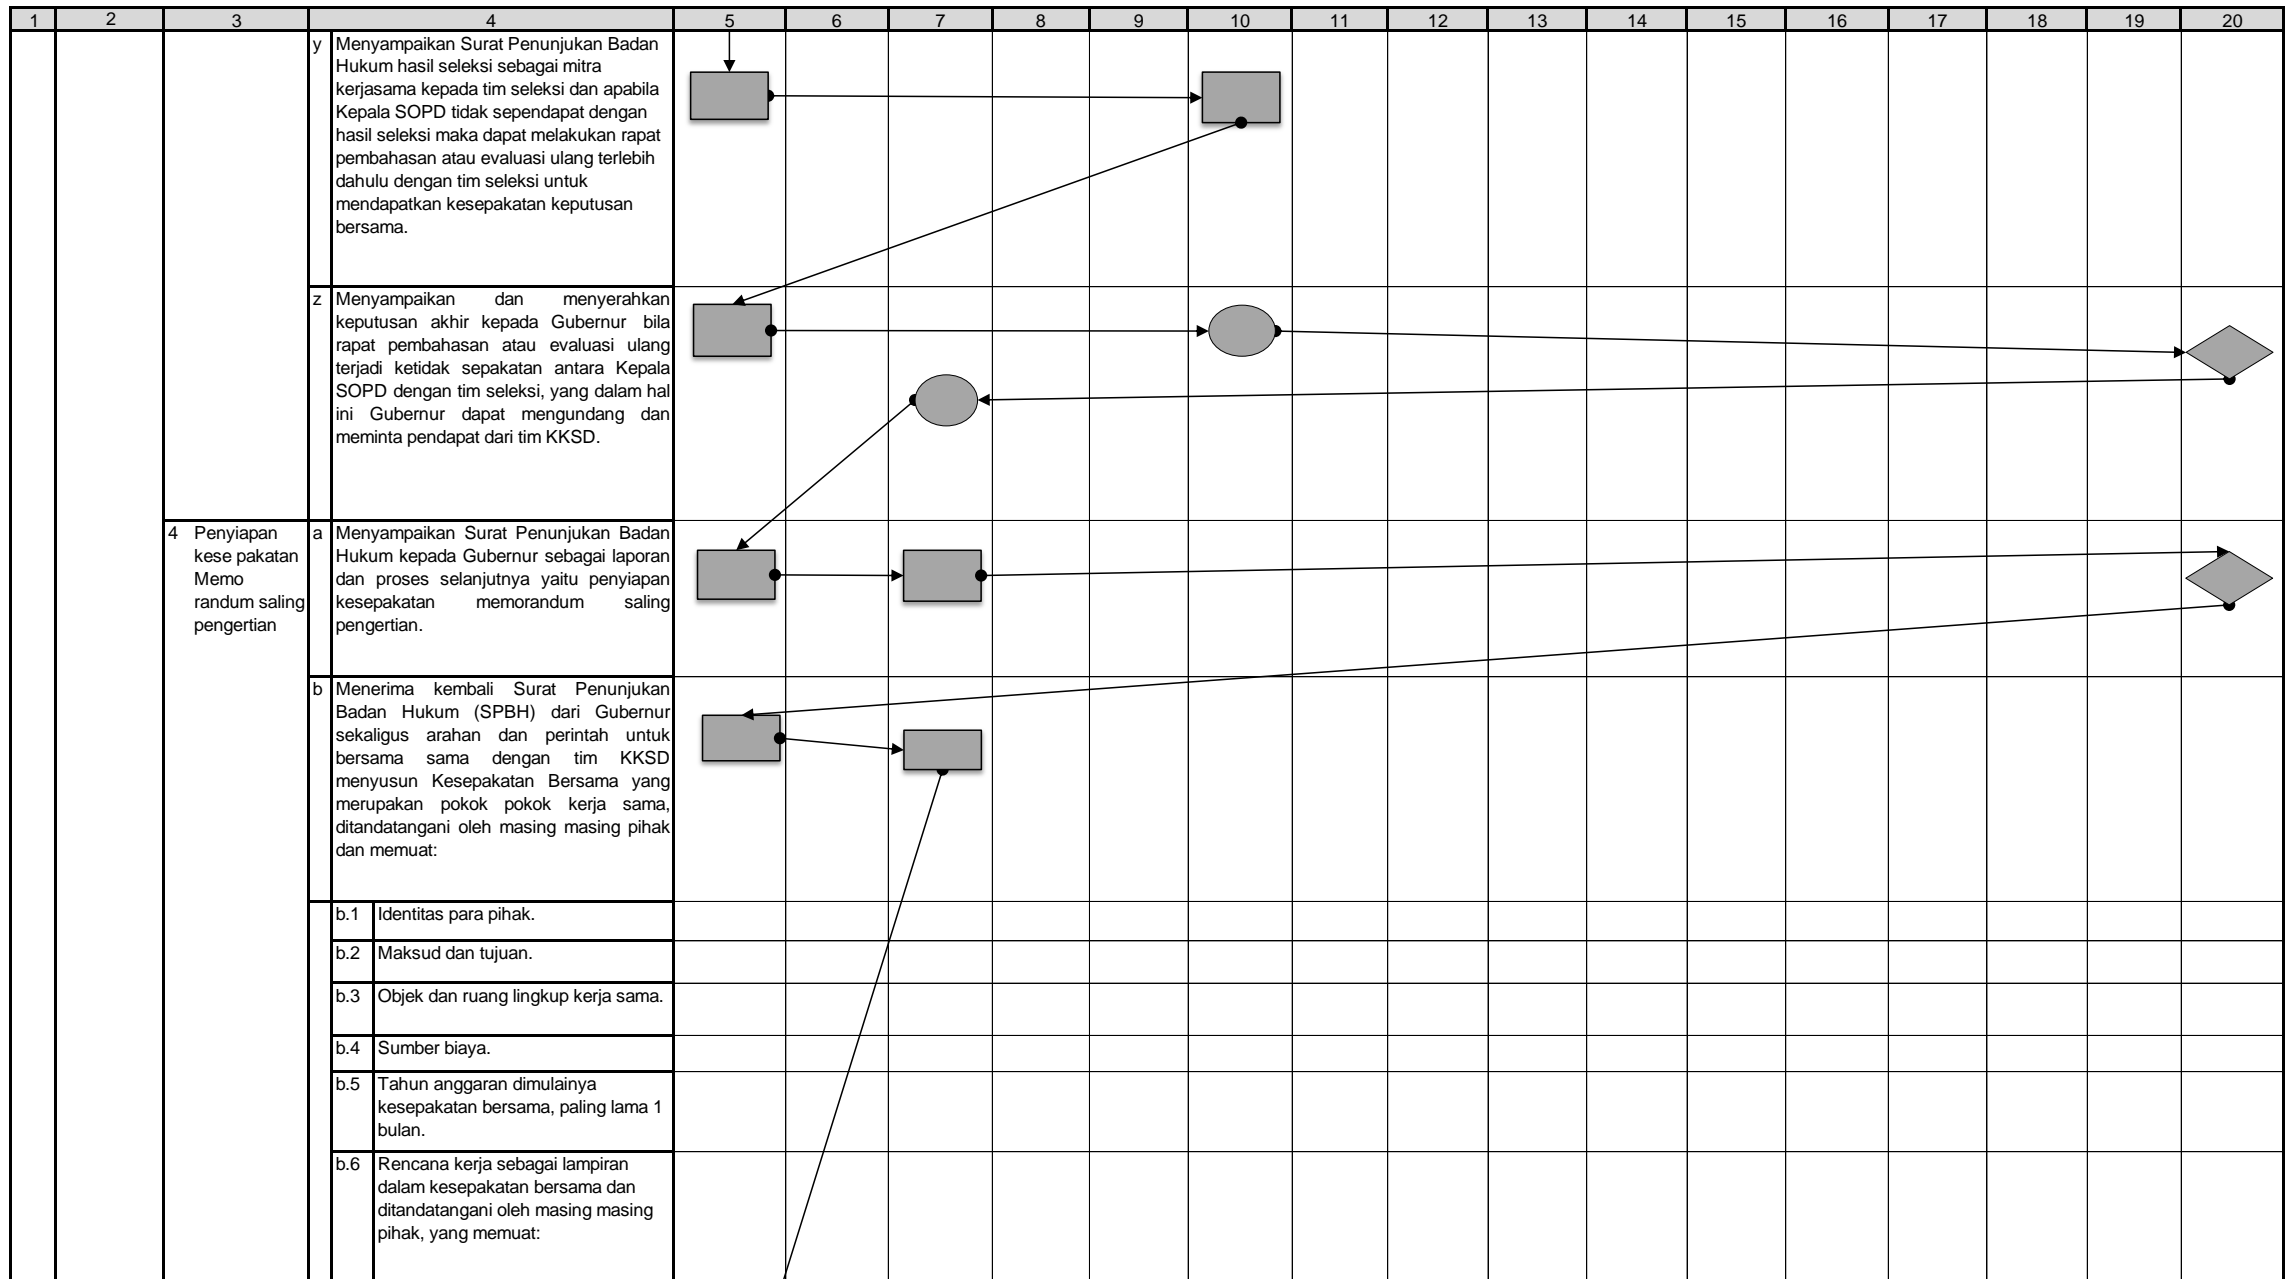 1 2 3 4 5 6 7 8 9 10 11 12 13 14 15 16 17 18 19 20
y Menyampaikan Surat Penunjukan Badan
Hukum hasil seleksi sebagai mitra
kerjasama kepada tim seleksi dan apabila
Kepala SOPD tidak sependapat dengan
hasil seleksi maka dapat melakukan rapat
pembahasan atau evaluasi ulang terlebih
dahulu dengan tim seleksi untuk
mendapatkan kesepakatan keputusan
bersama.
z Menyampaikan dan menyerahkan
keputusan akhir kepada Gubernur bila
rapat pembahasan atau evaluasi ulang
terjadi ketidak sepakatan antara Kepala
SOPD dengan tim seleksi, yang dalam hal
ini Gubernur dapat mengundang dan
meminta pendapat dari tim KKSD.
4 Penyiapan
kese pakatan
Memo
randum saling
pengertian
a Menyampaikan Surat Penunjukan Badan
Hukum kepada Gubernur sebagai laporan
dan proses selanjutnya yaitu penyiapan
kesepakatan memorandum saling
pengertian.
b Menerima kembali Surat Penunjukan
Badan Hukum (SPBH) dari Gubernur
sekaligus arahan dan perintah untuk
bersama sama dengan tim KKSD
menyusun Kesepakatan Bersama yang
merupakan pokok pokok kerja sama,
ditandatangani oleh masing masing pihak
dan memuat:
b.1 Identitas para pihak.
b.2 Maksud dan tujuan.
b.3 Objek dan ruang lingkup kerja sama.
b.4 Sumber biaya.
b.5 Tahun anggaran dimulainya
kesepakatan bersama, paling lama 1
bulan.
b.6 Rencana kerja sebagai lampiran
dalam kesepakatan bersama dan
ditandatangani oleh masing masing
pihak, yang memuat: